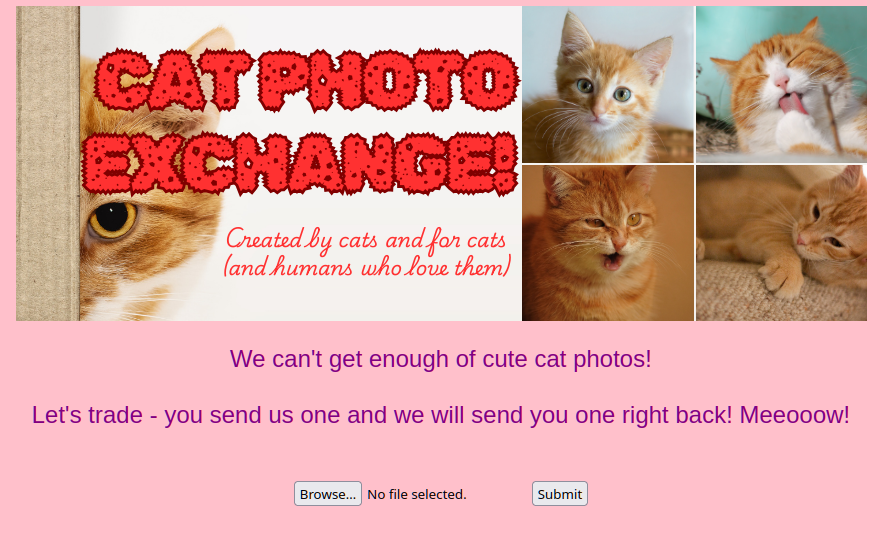 CAT PHOTO
EXCHANGE!
Created by cats and for cats
(and humans who love them)
We can't get enough of cute cat photos!
Let's trade - you send us one and we will send you one right back! Meeooow!
Browse... No file selected. Submit